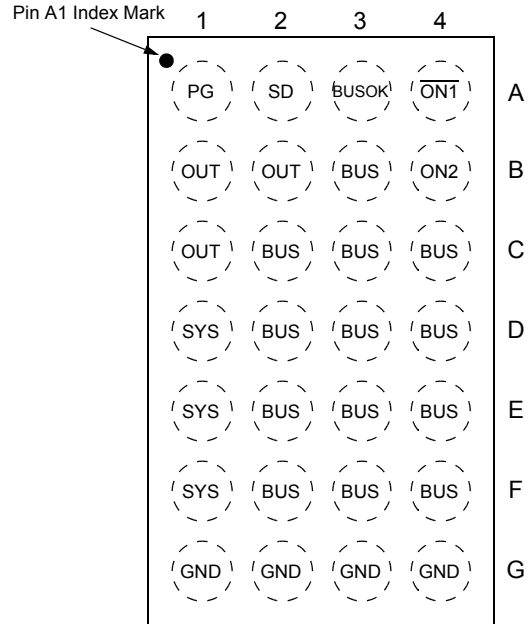 Pin A1 Index Mark
1 2 3 4
PG SD BUSOK ON1 A
OUT OUT BUS ON2 B
OUT BUS BUS BUS C
SYS BUS BUS BUS D
SYS BUS BUS BUS E
SYS BUS BUS BUS F
GND GND GND GND G